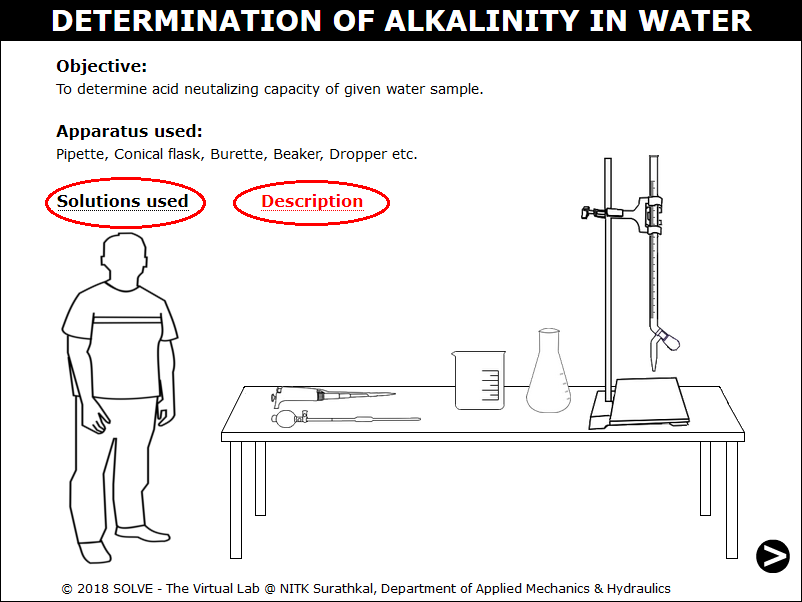 DETERMINATION OF ALKALINITY IN WATER
Objective:
To determine acid neutalizing capacity of given water sample.
Apparatus used:
Pipette, Conical flask, Burette, Beaker, Dropper etc.
Solutions used Description
© 2018 SOLVE - The Virtual Lab @ NITK Surathkal, Department of Applied Mechanics & Hydraulics